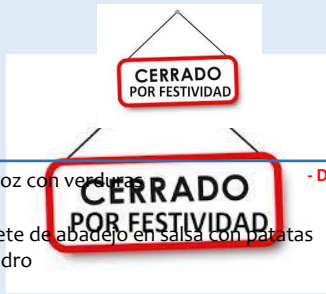 CERRADO
POR FESTIVIDAD
oz con verduras
- D
CERRADO
POR FESTIVIDAD
ete de abadejo en salsa con patatas
dro